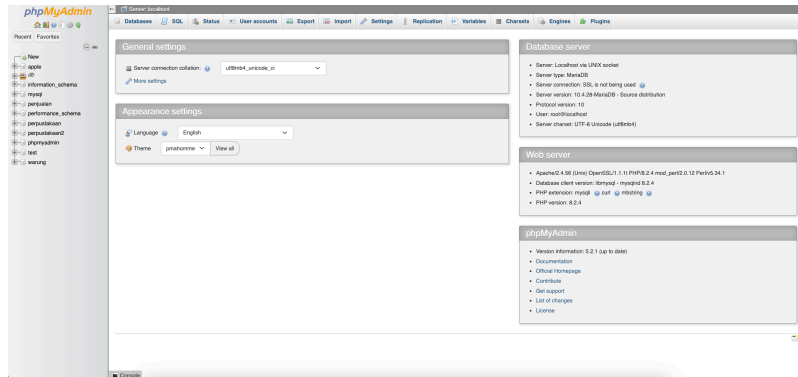 phpMyAdmin
Recent Favorites
New
apple
information_schema
mysql
penjualan
performance_schema
perpustakaan
perpustakaan2
phpmyadmin
test
warung
Server: localhost
Databases SQL Status User accounts Export Import Settings Replication Variables Charsets Engines Plugins
General settings
Server connection collation: utf8mb4_unicode_ci
More settings
Appearance settings
Language English
Theme pmahomme View all
Database server
• Server: Localhost via UNIX socket
• Server type: MariaDB
• Server connection: SSL is not being used
• Server version: 10.4.28-MariaDB - Source distribution
• Protocol version: 10
• User: root@localhost
• Server charset: UTF-8 Unicode (utf8mb4)
Web server
• Apache/2.4.56 (Unix) OpenSSL/1.1.1t PHP/8.2.4 mod_perl/2.0.12 Perl/v5.34.1
• Database client version: libmysql - mysqlnd 8.2.4
• PHP extension: mysqli curl mbstring
• PHP version: 8.2.4
phpMyAdmin
• Version information: 5.2.1 (up to date)
• Documentation
• Official Homepage
• Contribute
• Get support
• List of changes
• License
Console